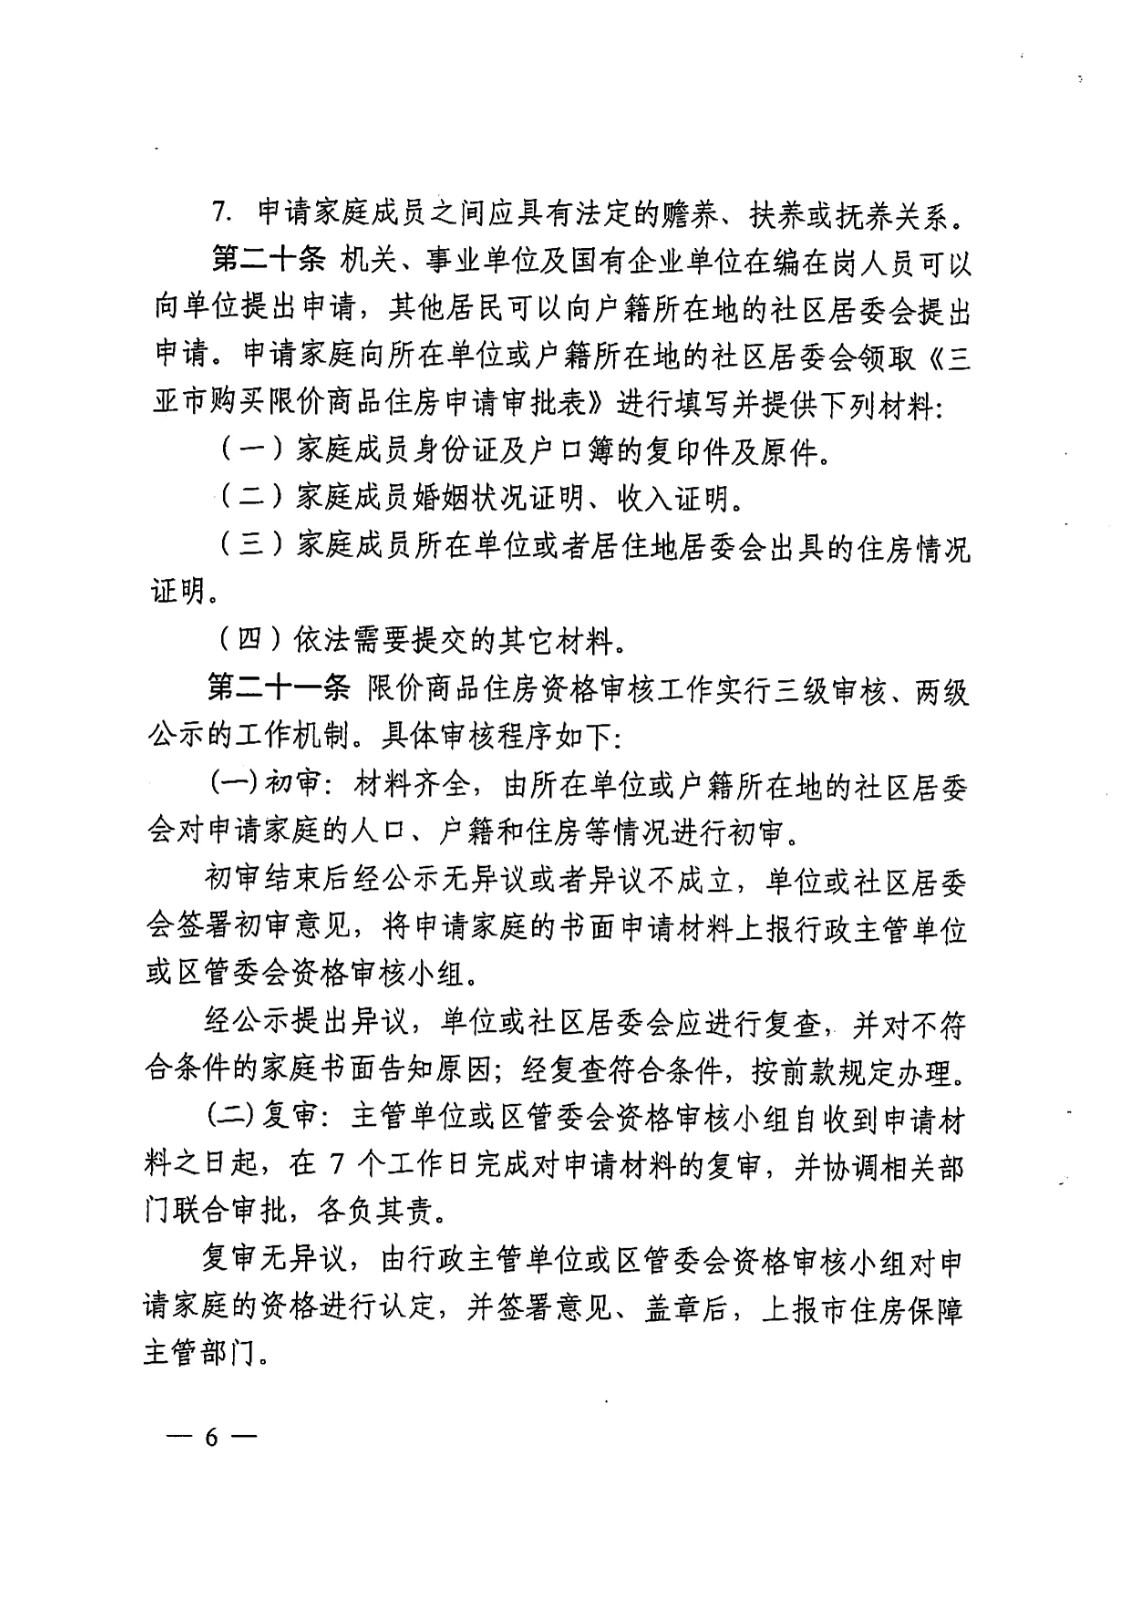 7. 申请家庭成员之间应具有法定的赡养、扶养或抚养关系。
第二十条 机关、事业单位及国有企业单位在编在岗人员可以
向单位提出申请，其他居民可以向户籍所在地的社区居委会提出
申请。申请家庭向所在单位或户籍所在地的社区居委会领取《三
亚市购买限价商品住房申请审批表》进行填写并提供下列材料：
（一）家庭成员身份证及户口簿的复印件及原件。
（二）家庭成员婚姻状况证明、收入证明。
（三）家庭成员所在单位或者居住地居委会出具的住房情况
证明。
（四）依法需要提交的其它材料。
第二十一条 限价商品住房资格审核工作实行三级审核、两级
公示的工作机制。具体审核程序如下：
(一)初审：材料齐全，由所在单位或户籍所在地的社区居委
会对申请家庭的人口、户籍和住房等情况进行初审。
初审结束后经公示无异议或者异议不成立，单位或社区居委
会签署初审意见，将申请家庭的书面申请材料上报行政主管单位
或区管委会资格审核小组。
经公示提出异议，单位或社区居委会应进行复查，并对不符
合条件的家庭书面告知原因；经复查符合条件，按前款规定办理。
(二)复审：主管单位或区管委会资格审核小组自收到申请材
料之日起，在 7 个工作日完成对申请材料的复审，并协调相关部
门联合审批，各负其责。
复审无异议，由行政主管单位或区管委会资格审核小组对申
请家庭的资格进行认定，并签署意见、盖章后，上报市住房保障
主管部门。
— 6 —